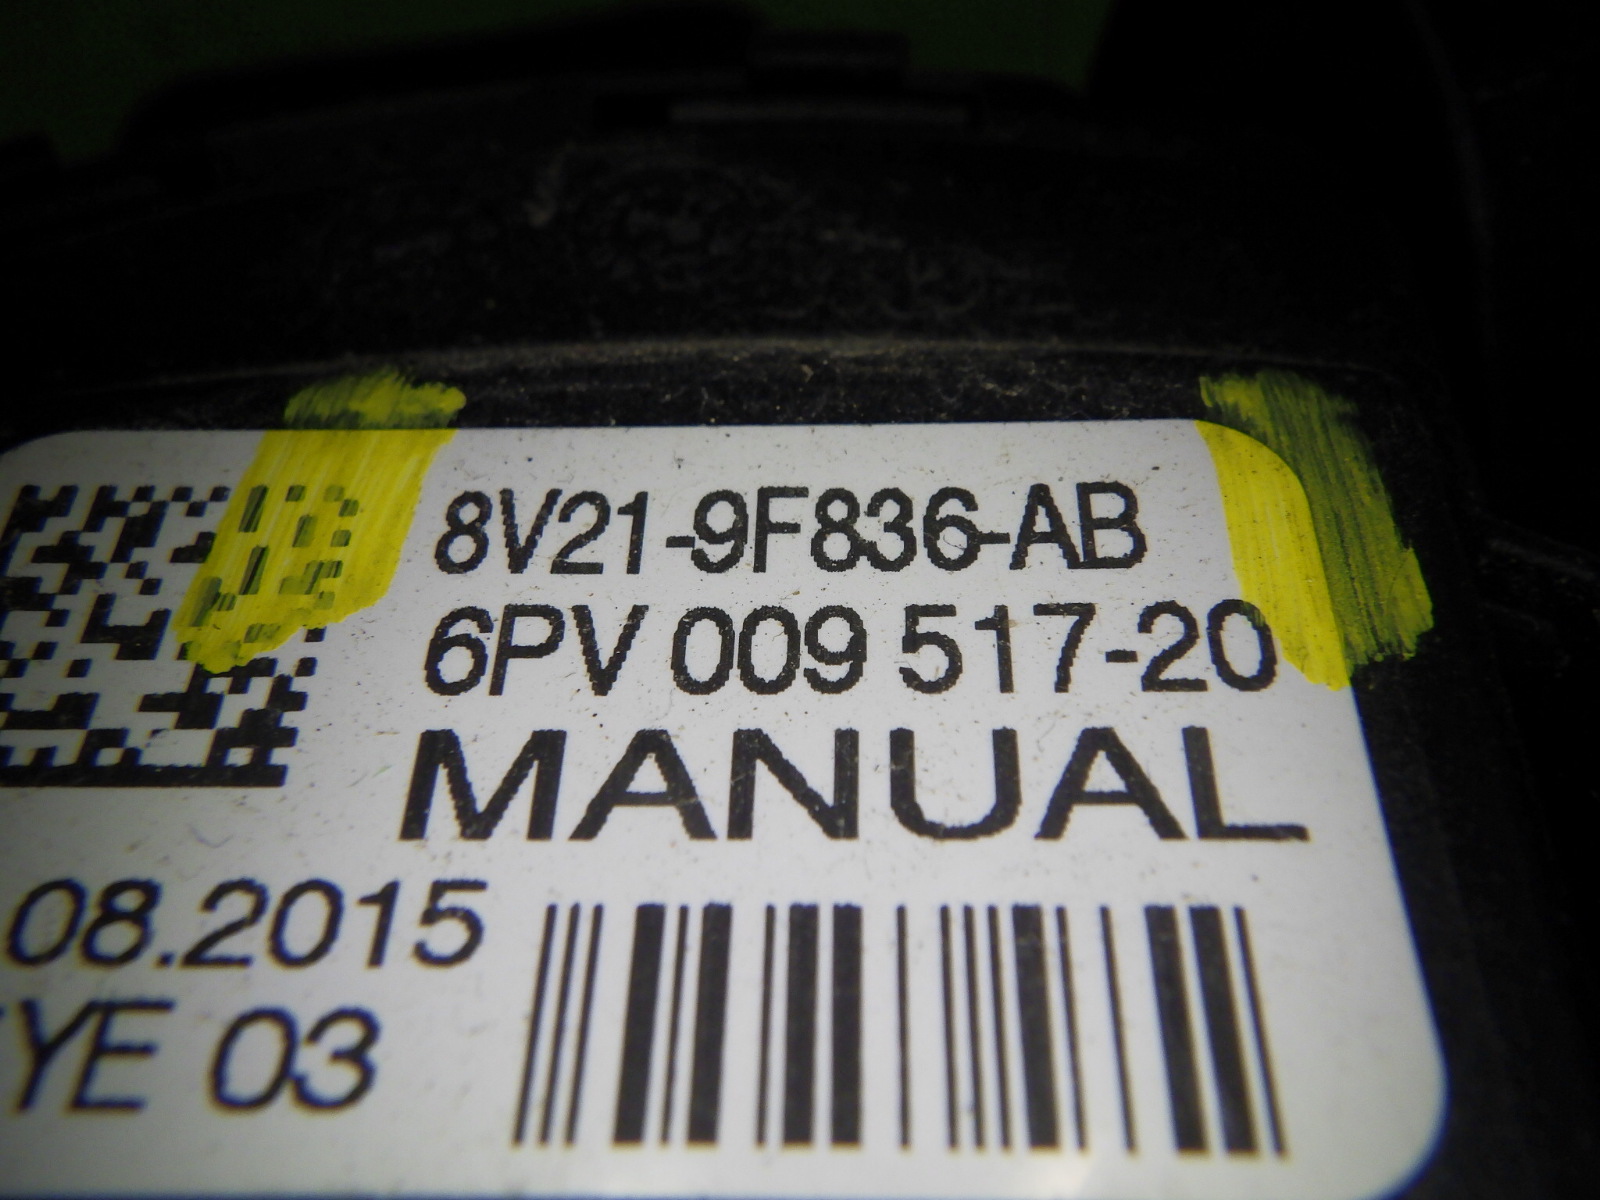 8V21-9F836-AB
6PV 009 517-20
MANUAL
08.2015
YE 03